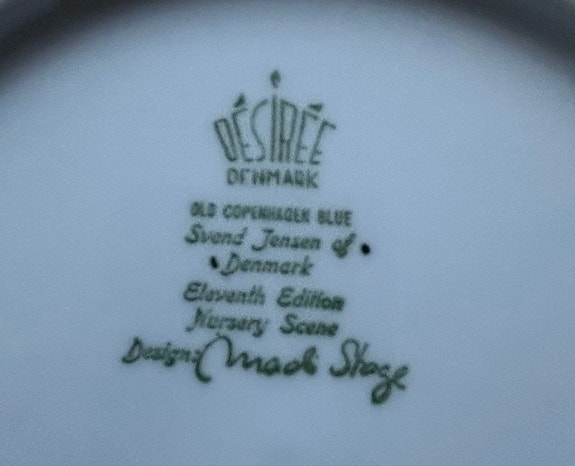 DÉSIRÉE
DENMARK
OLD COPENHAGEN BLUE
Svend Jensen of
Denmark
Eleventh Edition
Nursery Scene
Design: Mads Stage